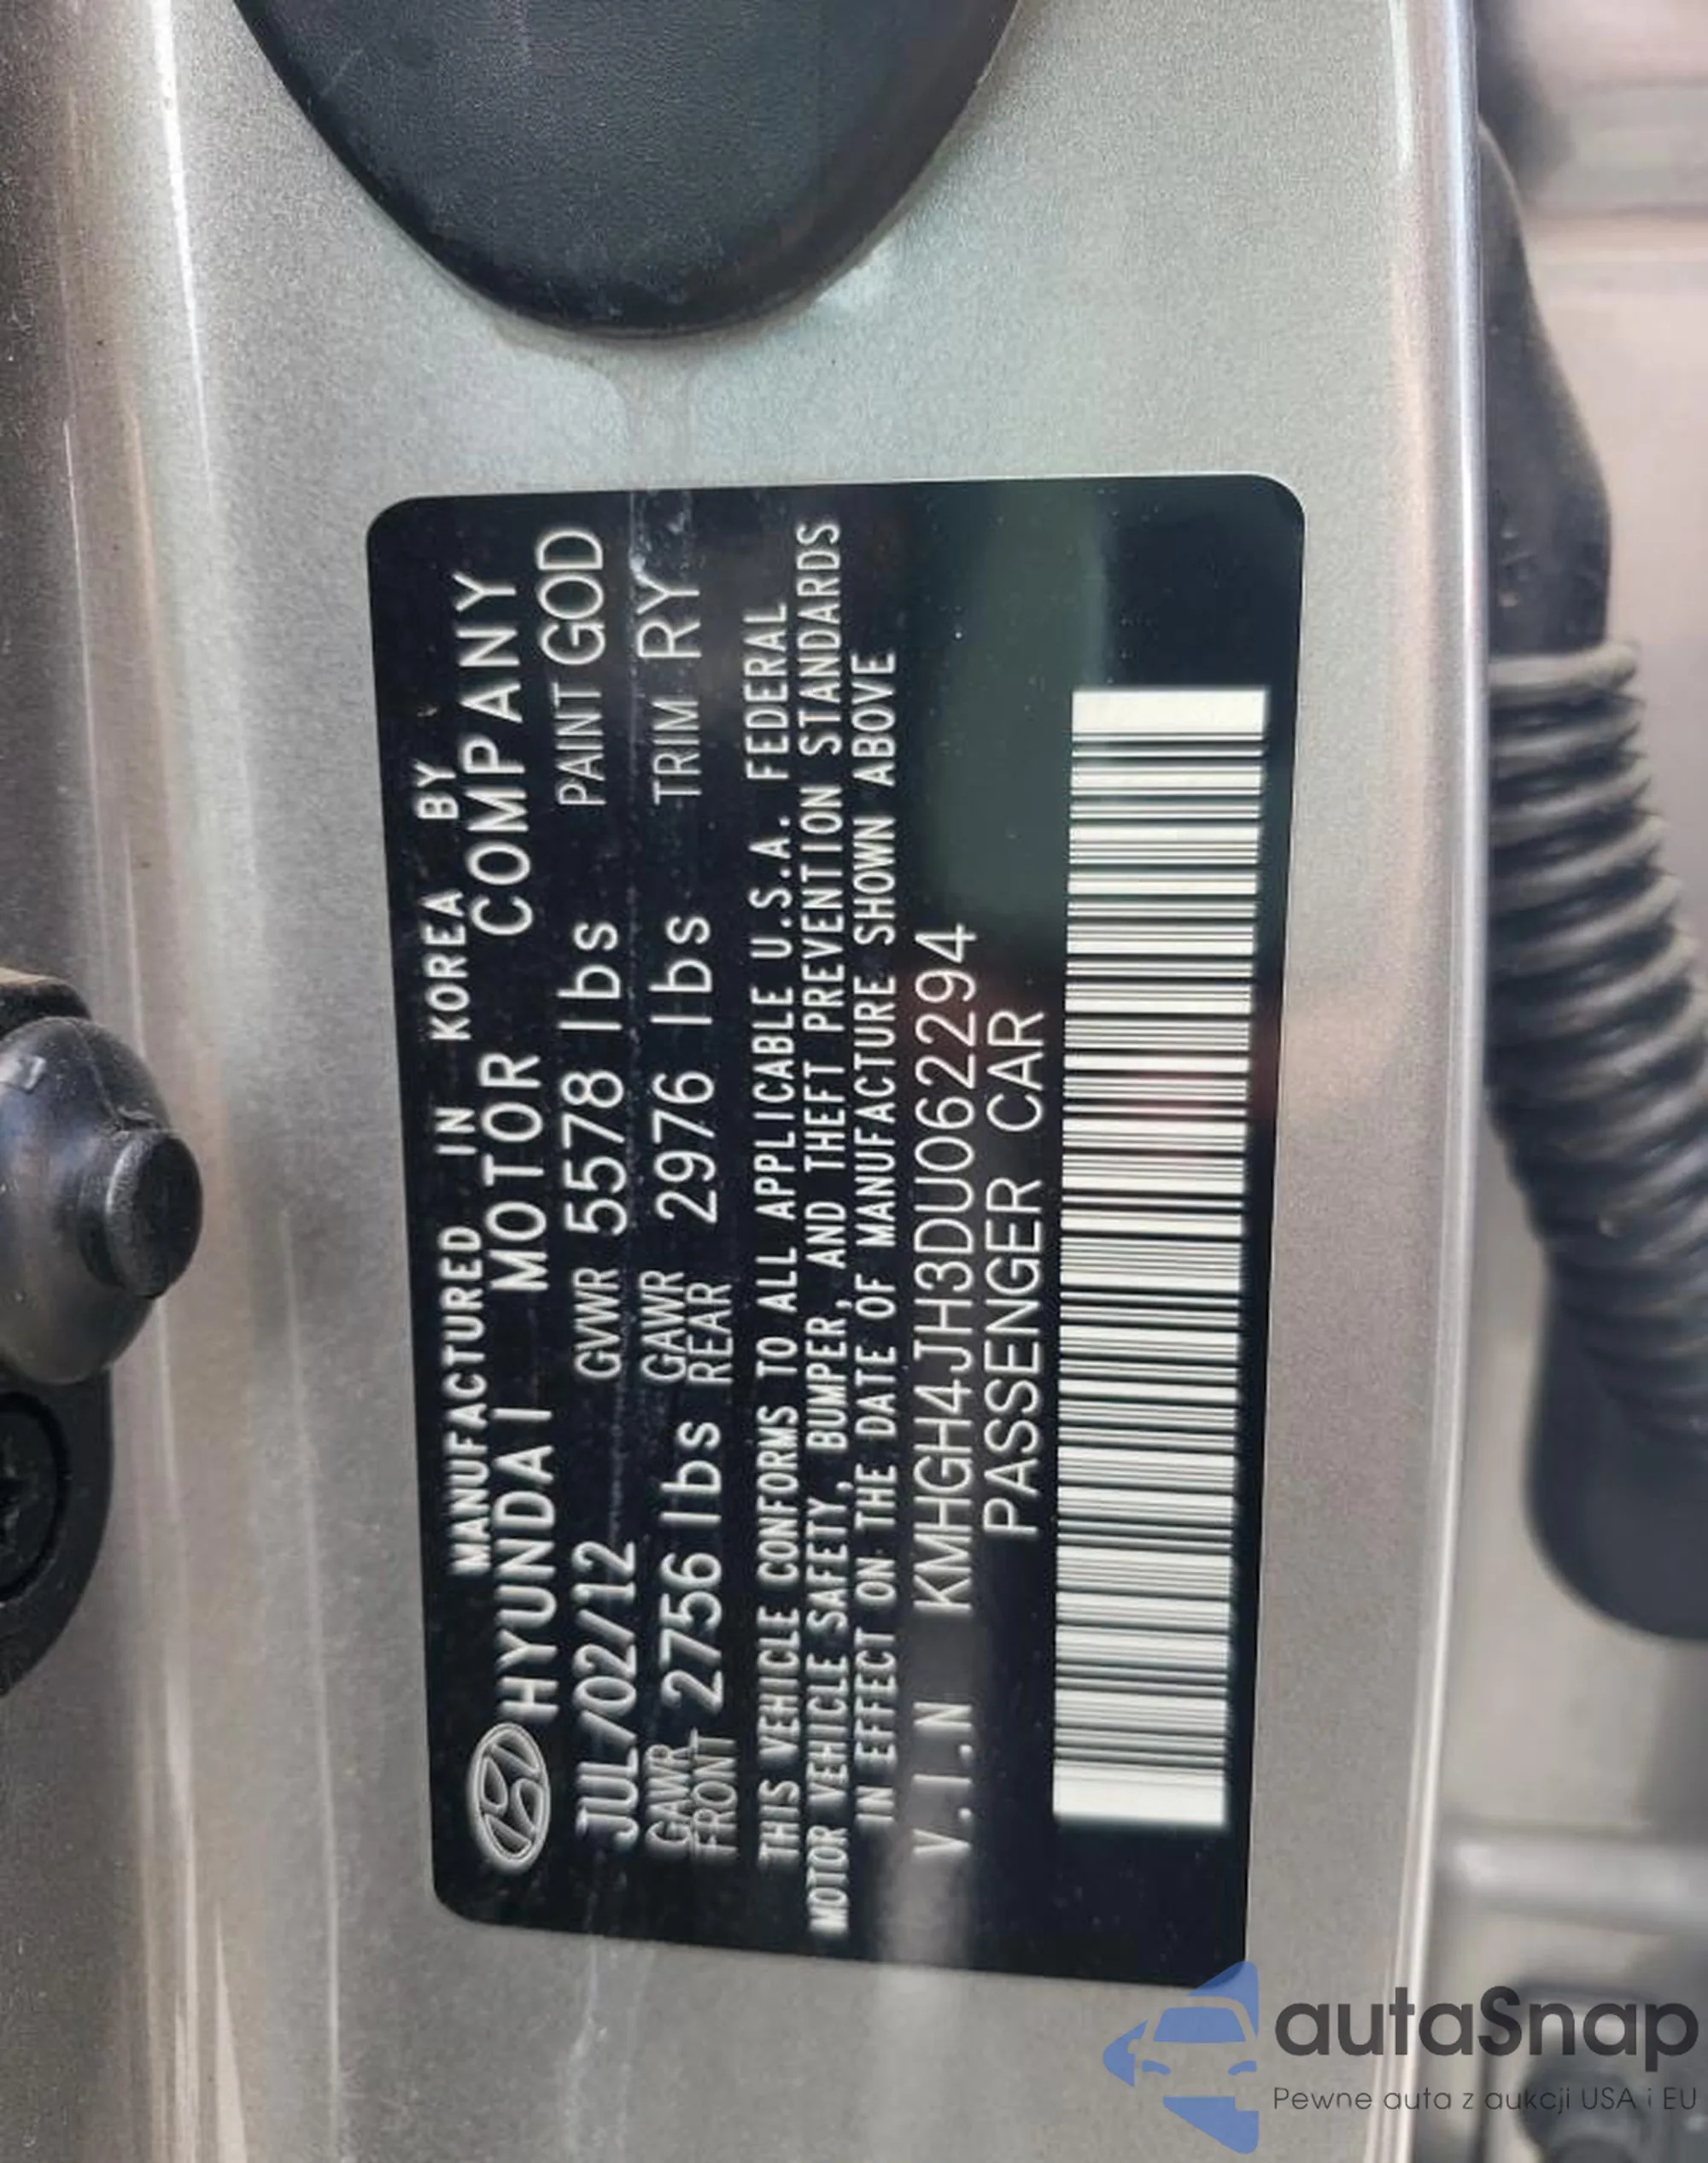 MANUFACTURED IN KOREA BY
HYUNDAI MOTOR COMPANY
JUL/02/12 GVWR 5578 lbs PAINT GOD
GAWR FRONT 2756 lbs GAWR REAR 2976 lbs TRIM RY
THIS VEHICLE CONFORMS TO ALL APPLICABLE U.S.A. FEDERAL
MOTOR VEHICLE SAFETY, BUMPER, AND THEFT PREVENTION STANDARDS
IN EFFECT ON THE DATE OF MANUFACTURE SHOWN ABOVE
V.I.N KMHGH4JH3DU062294
PASSENGER CAR
autaSnap
Pewne auta z aukcji USA i EU